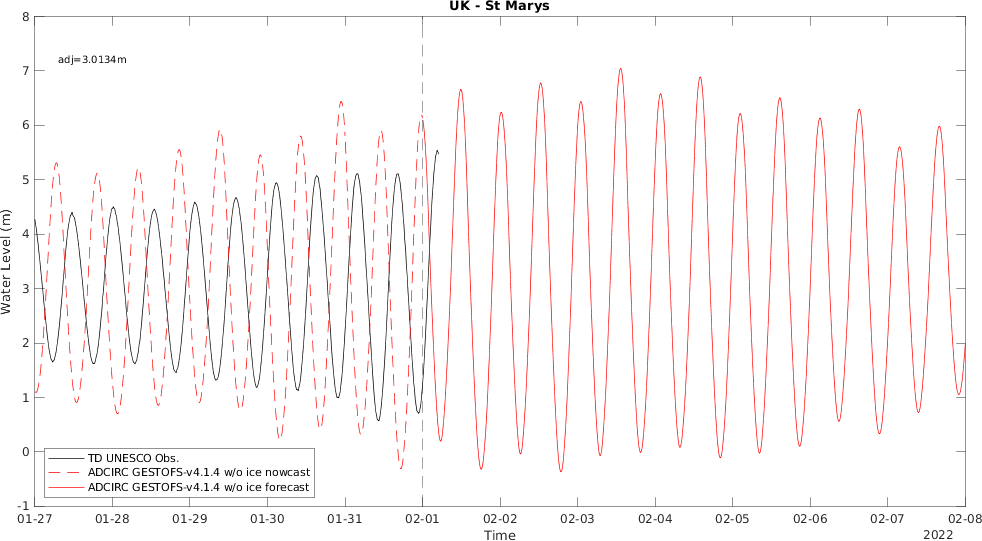 UK - St Marys
8
7
6
5
4
3
2
1
0
-1
Water Level (m)
adj=3.0134m
TD UNESCO Obs.
ADCIRC GESTOFS-v4.1.4 w/o ice nowcast
ADCIRC GESTOFS-v4.1.4 w/o ice forecast
01-27 01-28 01-29 01-30 01-31 02-01 02-02 02-03 02-04 02-05 02-06 02-07 02-08
Time
2022